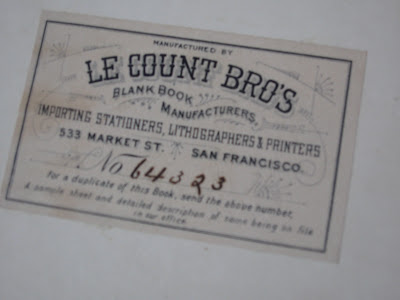 MANUFACTURED BY
LE COUNT BRO'S
BLANK BOOK
MANUFACTURERS,
IMPORTING STATIONERS, LITHOGRAPHERS & PRINTERS
533 MARKET ST. SAN FRANCISCO.
No 64323
For a duplicate of this Book, send the above number,
A sample sheet and detailed description of same being on file
in our office.